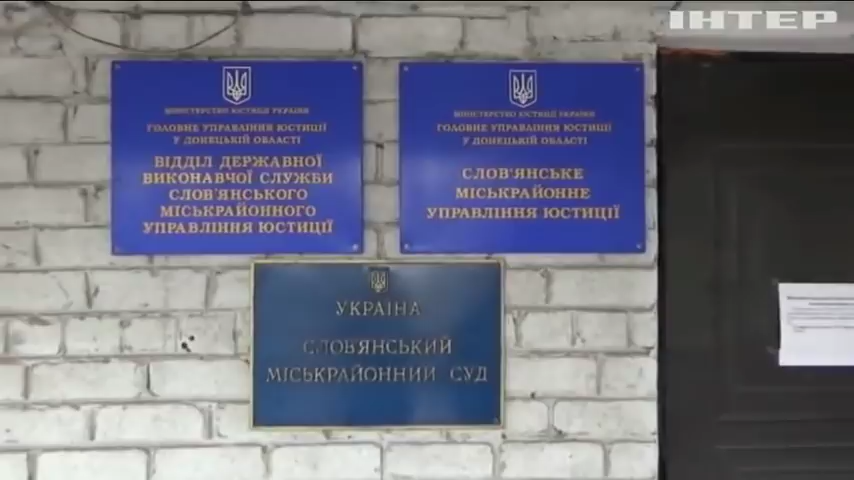 ІНТЕР
МІНІСТЕРСТВО ЮСТИЦІЇ УКРАЇНИ
ГОЛОВНЕ УПРАВЛІННЯ ЮСТИЦІЇ
У ДОНЕЦЬКІЙ ОБЛАСТІ
ВІДДІЛ ДЕРЖАВНОЇ
ВИКОНАВЧОЇ СЛУЖБИ
СЛОВ'ЯНСЬКОГО
МІСЬКРАЙОННОГО
УПРАВЛІННЯ ЮСТИЦІЇ
МІНІСТЕРСТВО ЮСТИЦІЇ УКРАЇНИ
ГОЛОВНЕ УПРАВЛІННЯ ЮСТИЦІЇ
У ДОНЕЦЬКІЙ ОБЛАСТІ
СЛОВ'ЯНСЬКЕ
МІСЬКРАЙОННЕ
УПРАВЛІННЯ ЮСТИЦІЇ
УКРАЇНА
СЛОВ'ЯНСЬКИЙ
МІСЬКРАЙОННИЙ СУД